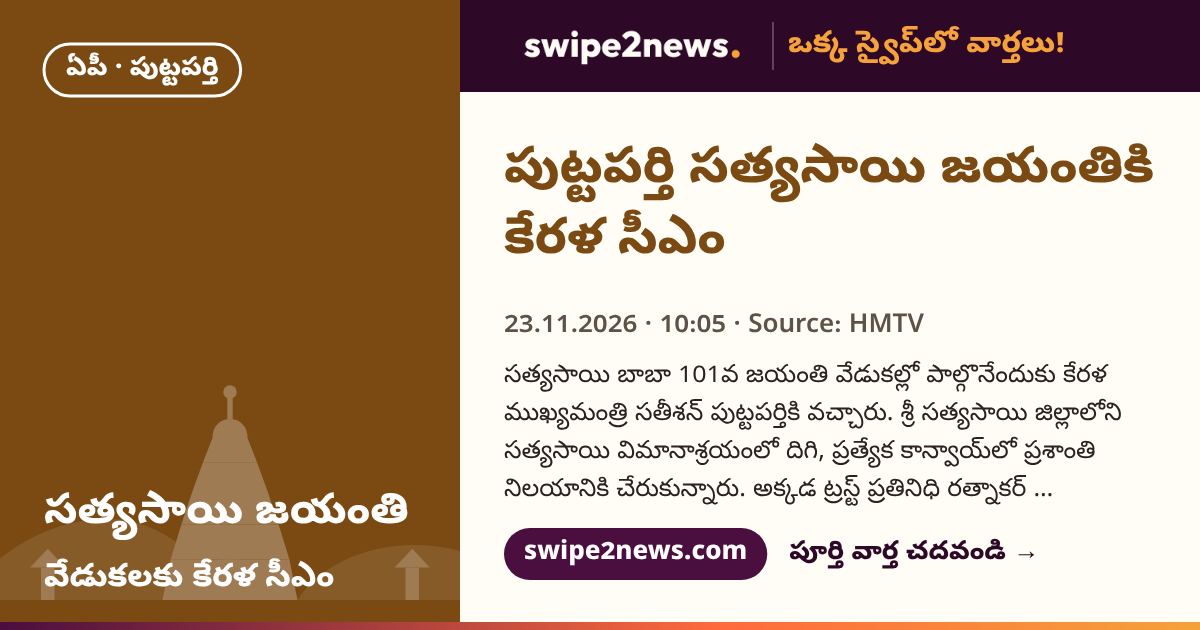 ఏపీ · పుట్టపర్తి
సత్యసాయి జయంతి
వేడుకలకు కేరళ సీఎం
swipe2news. ఒక్క స్వైప్‌లో వార్తలు!
పుట్టపర్తి సత్యసాయి జయంతికి
కేరళ సీఎం
23.11.2026 · 10:05 · Source: HMTV
సత్యసాయి బాబా 101వ జయంతి వేడుకల్లో పాల్గొనేందుకు కేరళ
ముఖ్యమంత్రి సతీశన్ పుట్టపర్తికి వచ్చారు. శ్రీ సత్యసాయి జిల్లాలోని
సత్యసాయి విమానాశ్రయంలో దిగి, ప్రత్యేక కాన్వాయ్‌లో ప్రశాంతి
నిలయానికి చేరుకున్నారు. అక్కడ ట్రస్ట్ ప్రతినిధి రత్నాకర్ ...
swipe2news.com పూర్తి వార్త చదవండి →